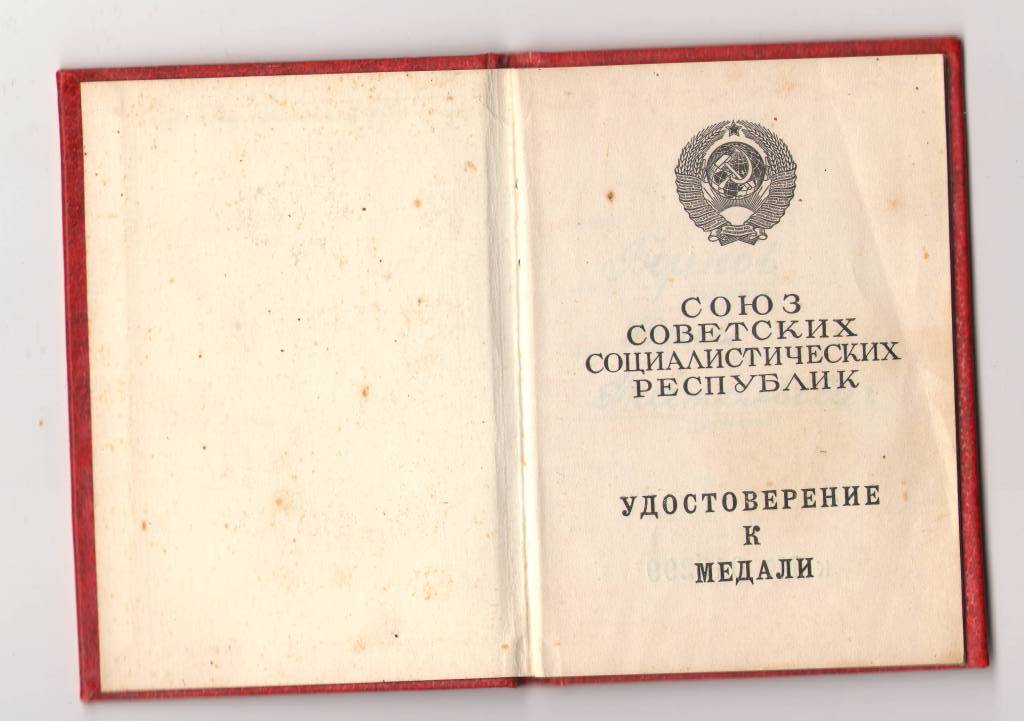 СОЮЗ
СОВЕТСКИХ
СОЦИАЛИСТИЧЕСКИХ
РЕСПУБЛИК
УДОСТОВЕРЕНИЕ
К
МЕДАЛИ